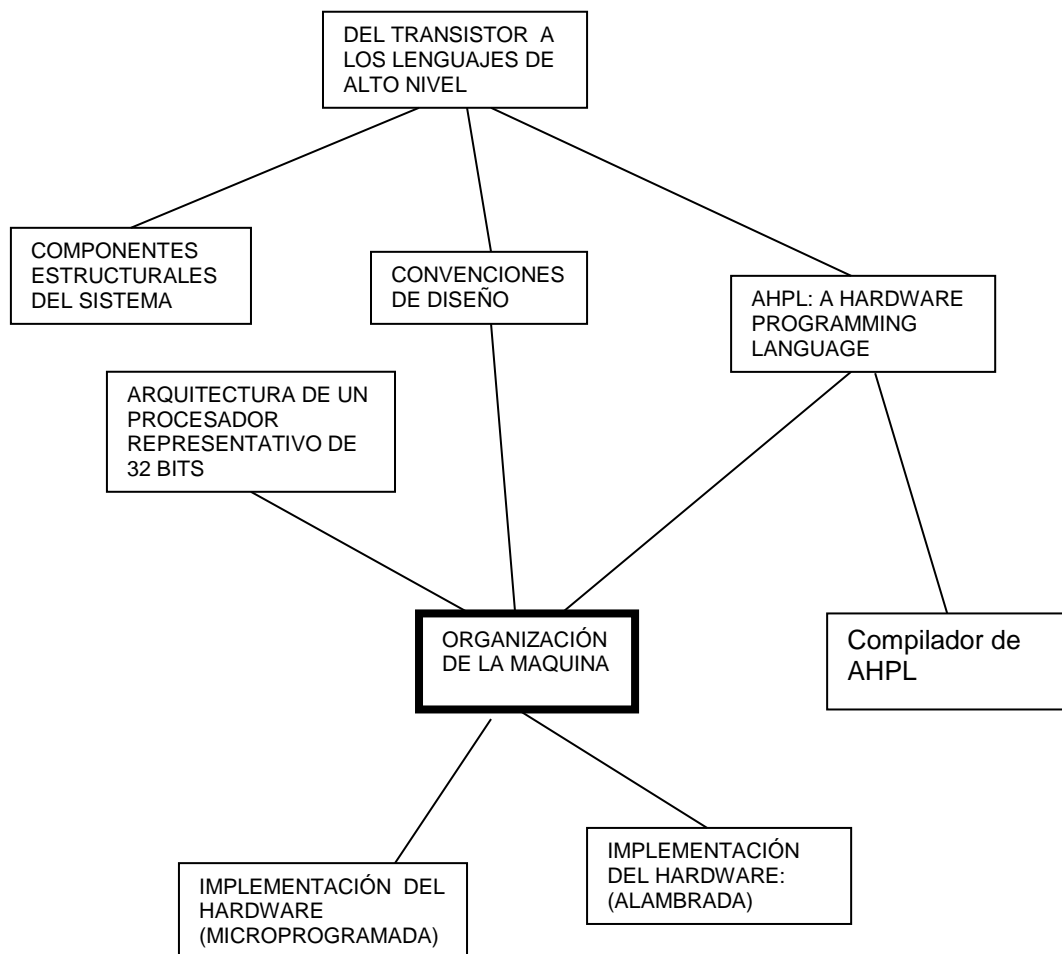 DEL TRANSISTOR A
LOS LENGUAJES DE
ALTO NIVEL
COMPONENTES
ESTRUCTURALES
DEL SISTEMA
CONVENCIONES
DE DISEÑO
AHPL: A HARDWARE
PROGRAMMING
LANGUAGE
ARQUITECTURA DE UN
PROCESADOR
REPRESENTATIVO DE
32 BITS
ORGANIZACIÓN
DE LA MAQUINA
Compilador de
AHPL
IMPLEMENTACIÓN DEL
HARDWARE
(MICROPROGRAMADA)
IMPLEMENTACIÓN
DEL HARDWARE:
(ALAMBRADA)